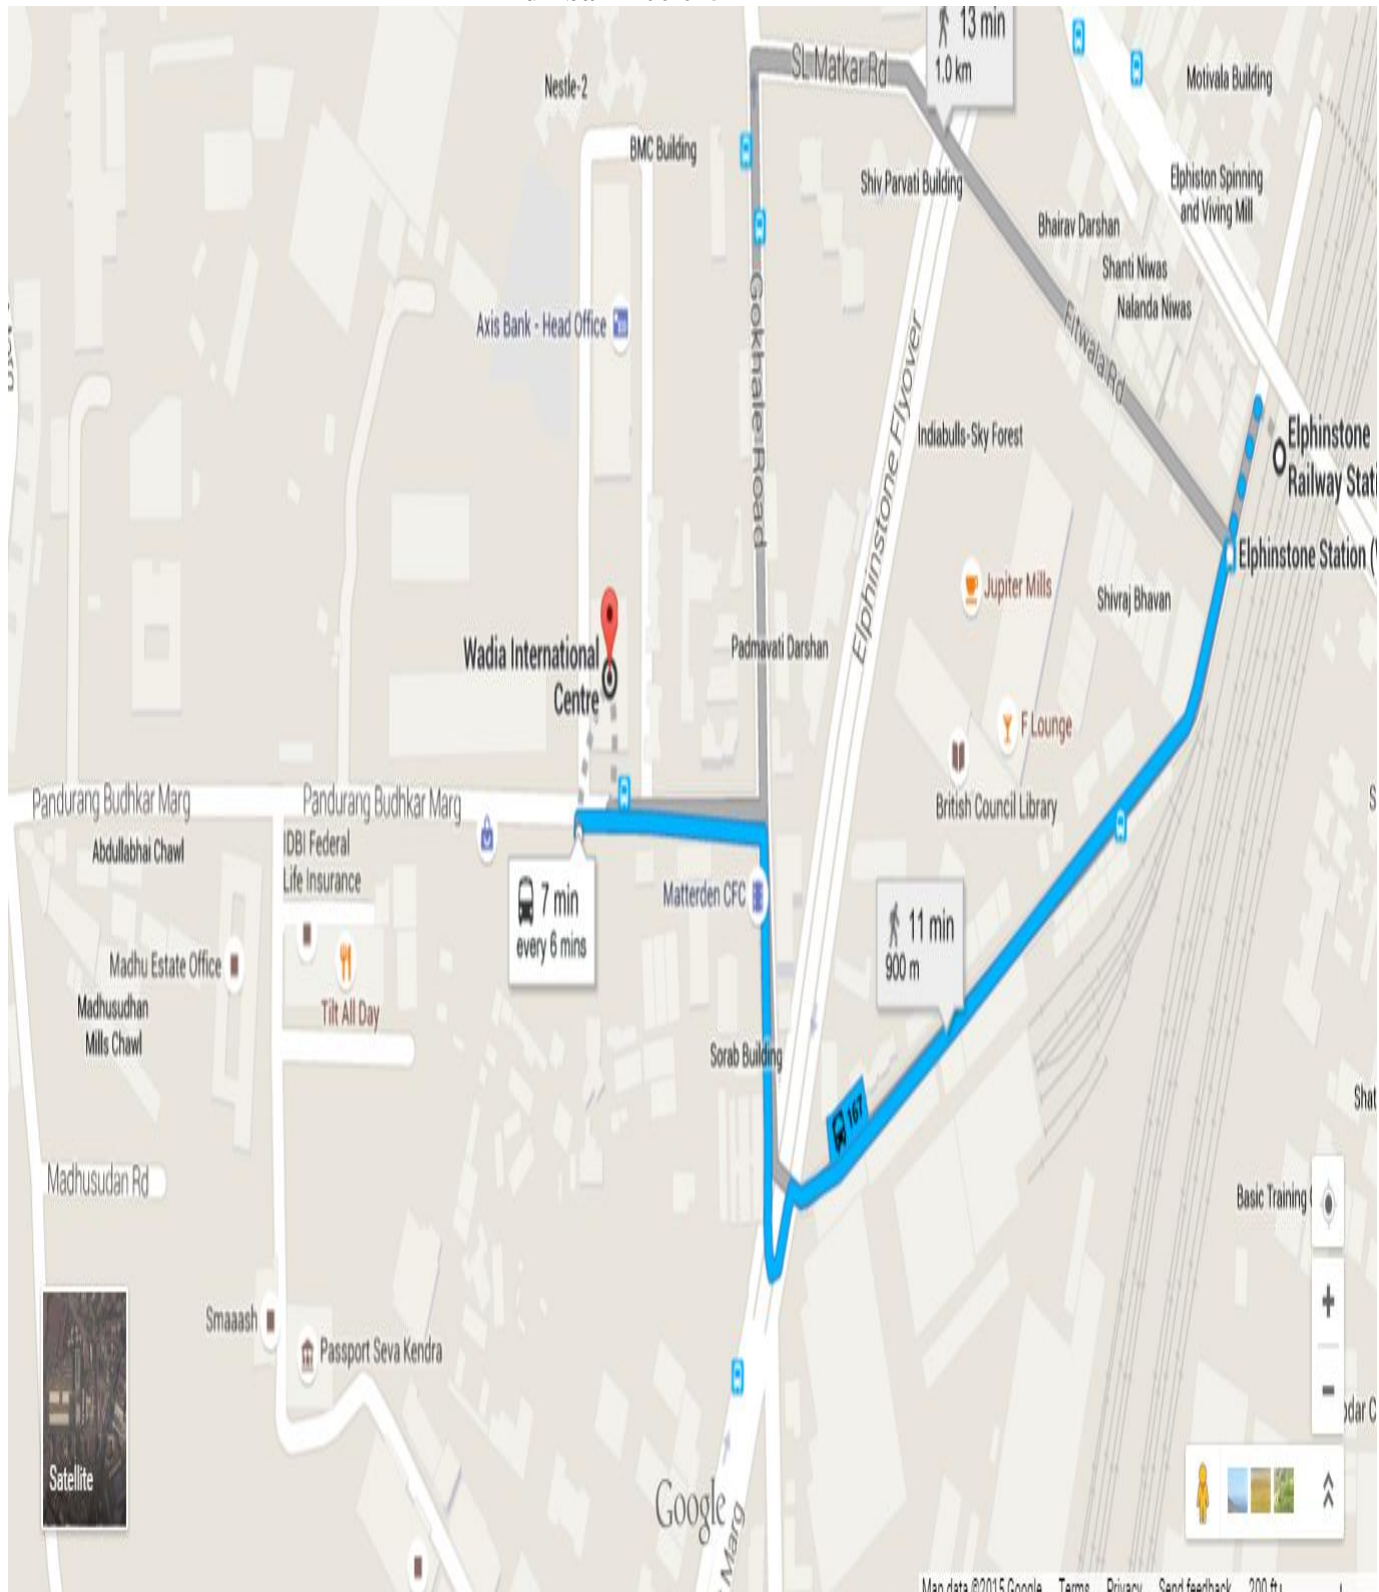 13 min
1.0 km
SL Matkar Rd
Motivala Building
Nestle-2
BMC Building
Shiv Parvati Building
Elphiston Spinning
and Viving Mill
Bhairav Darshan
Shanti Niwas
Nalanda Niwas
Axis Bank - Head Office
Gokhale Road
Elphinstone Flyover
Fitwala Rd
Indiabulls-Sky Forest
Elphinstone
Railway Stati
Elphinstone Station (
Jupiter Mills
Shivraj Bhavan
Wadia International
Centre
Padmavati Darshan
F Lounge
British Council Library
Pandurang Budhkar Marg
Pandurang Budhkar Marg
Abdullabhai Chawl
IDBI Federal
Life Insurance
7 min
every 6 mins
Matterden CFC
11 min
900 m
Madhu Estate Office
Tilt All Day
Madhusudhan
Mills Chawl
Sorab Building
167
Shat
Madhusudan Rd
Basic Training
Smaaash
Passport Seva Kendra
Satellite
Google
Marg
Map data ©2015 Google Terms Privacy Send feedback 200 ft